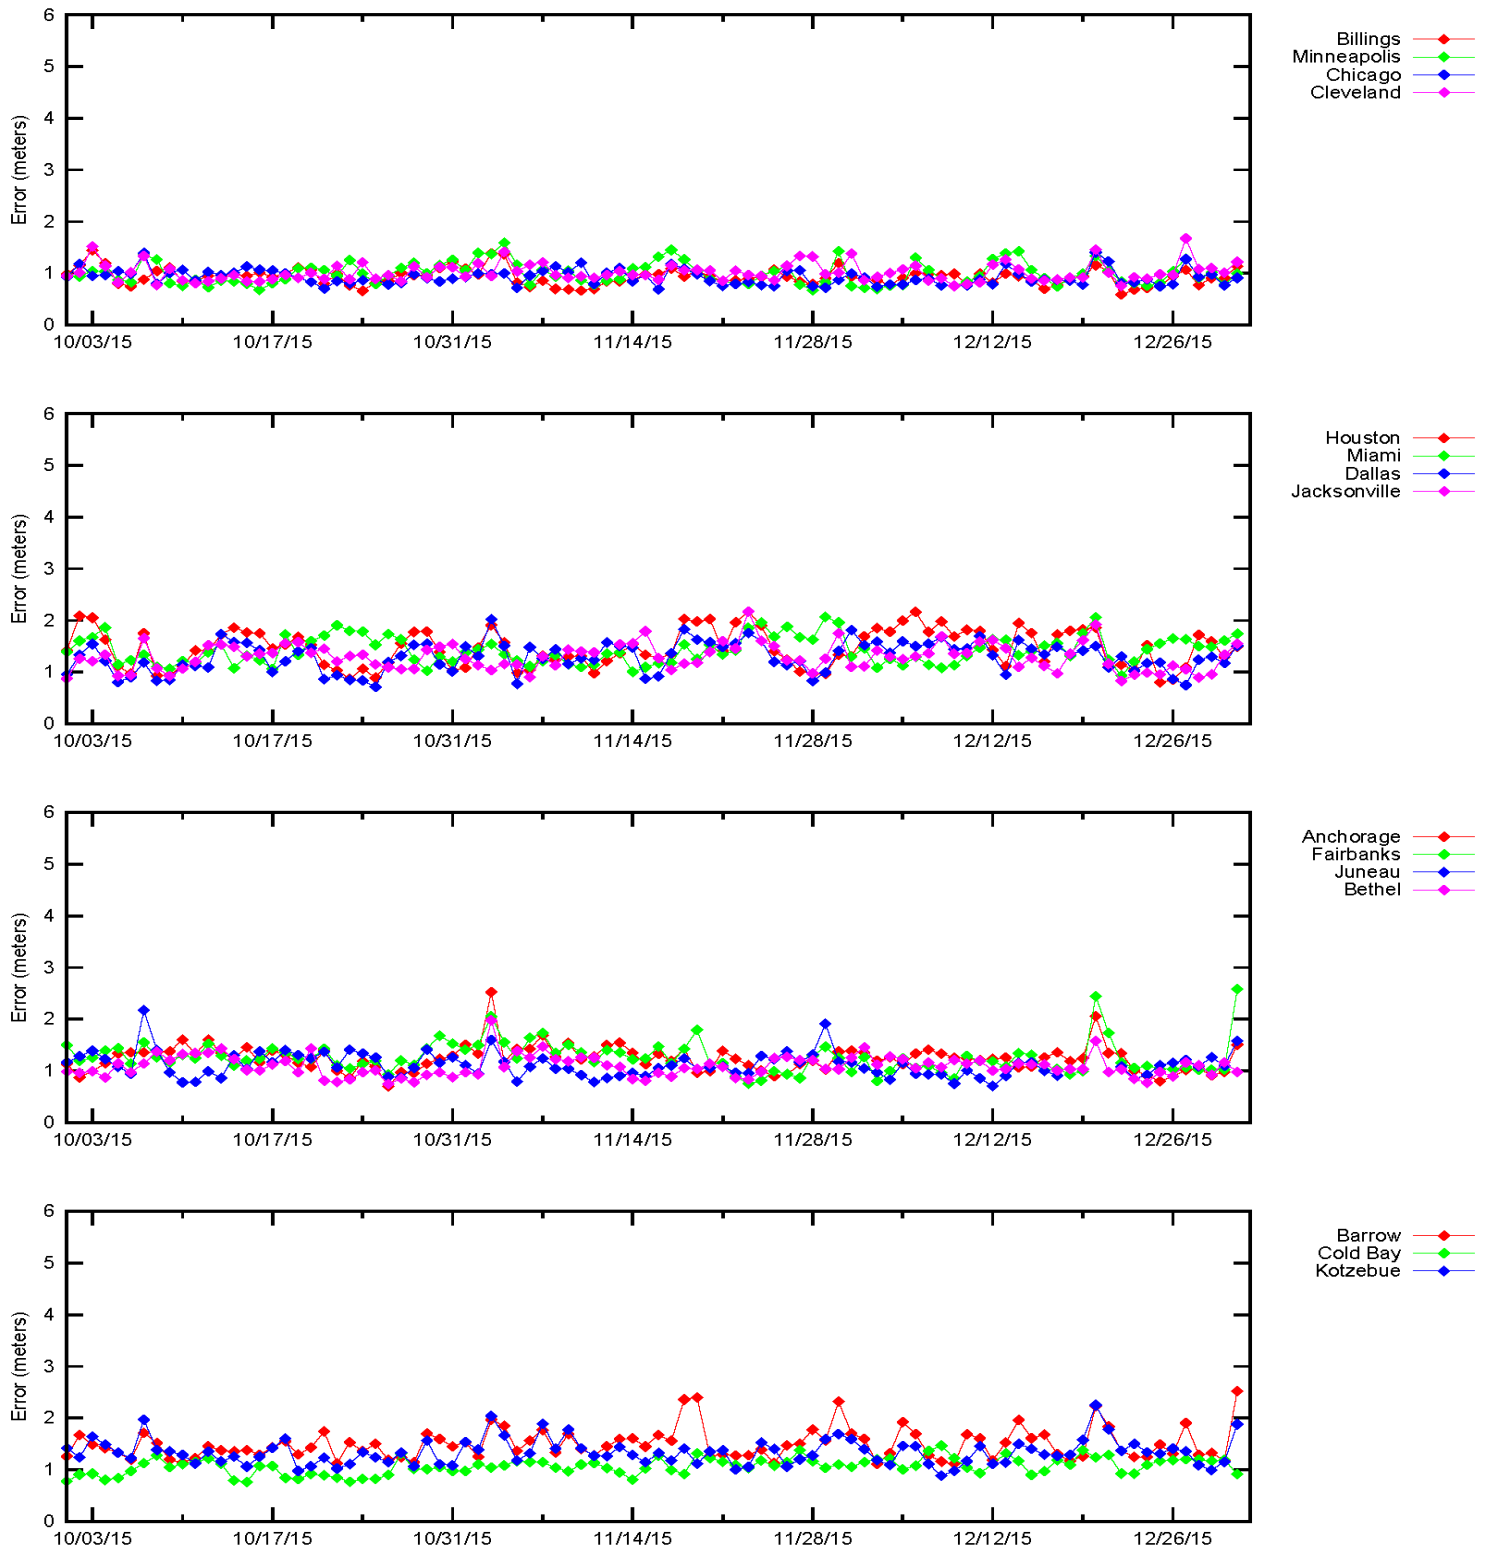 6
5
4
3
2
1
0
Error (meters)
10/03/15 10/17/15 10/31/15 11/14/15 11/28/15 12/12/15 12/26/15
Billings
Minneapolis
Chicago
Cleveland
6
5
4
3
2
1
0
Error (meters)
10/03/15 10/17/15 10/31/15 11/14/15 11/28/15 12/12/15 12/26/15
Houston
Miami
Dallas
Jacksonville
6
5
4
3
2
1
0
Error (meters)
10/03/15 10/17/15 10/31/15 11/14/15 11/28/15 12/12/15 12/26/15
Anchorage
Fairbanks
Juneau
Bethel
6
5
4
3
2
1
0
Error (meters)
10/03/15 10/17/15 10/31/15 11/14/15 11/28/15 12/12/15 12/26/15
Barrow
Cold Bay
Kotzebue